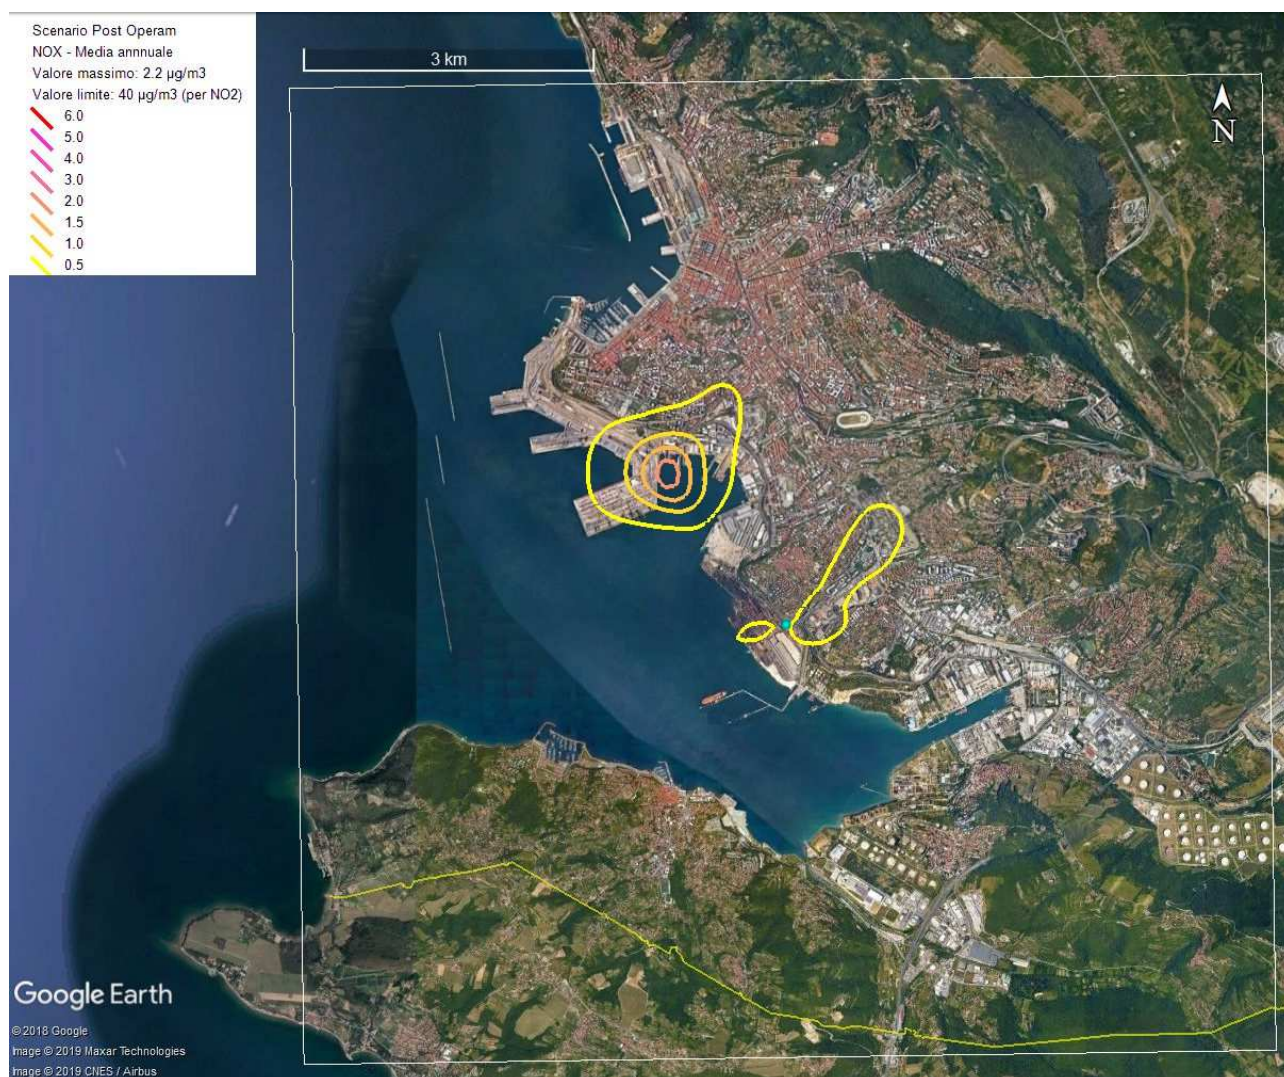 Scenario Post Operam
NOX - Media annnuale
Valore massimo: 2.2 µg/m3
Valore limite: 40 µg/m3 (per NO2)
6.0
5.0
4.0
3.0
2.0
1.5
1.0
0.5
3 km
N
Google Earth
© 2018 Google
Image © 2019 Maxar Technologies
Image © 2019 CNES / Airbus